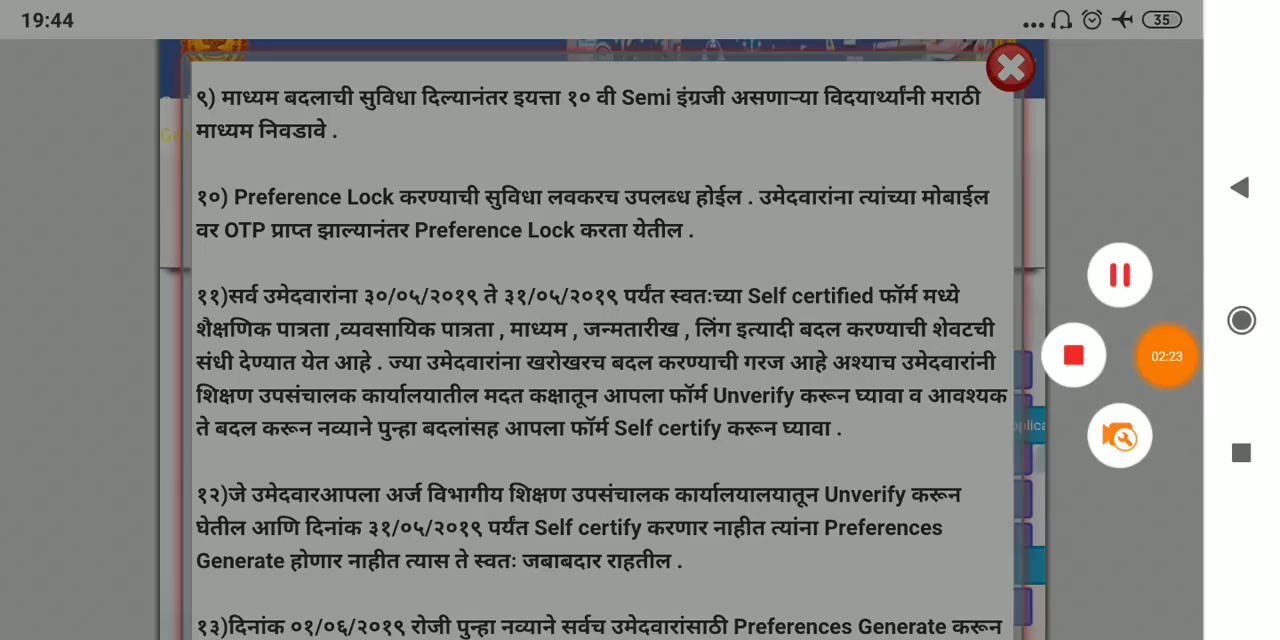 19:44
35
९) माध्यम बदलाची सुविधा दिल्यानंतर इयत्ता १० वी Semi इंग्रजी असणाऱ्या विदयार्थ्यांनी मराठी
माध्यम निवडावे .
१०) Preference Lock करण्याची सुविधा लवकरच उपलब्ध होईल . उमेदवारांना त्यांच्या मोबाईल
वर OTP प्राप्त झाल्यानंतर Preference Lock करता येतील .
११)सर्व उमेदवारांना ३०/०५/२०१९ ते ३१/०५/२०१९ पर्यंत स्वतःच्या Self certified फॉर्म मध्ये
शैक्षणिक पात्रता ,व्यवसायिक पात्रता , माध्यम , जन्मतारीख , लिंग इत्यादी बदल करण्याची शेवटची
संधी देण्यात येत आहे . ज्या उमेदवारांना खरोखरच बदल करण्याची गरज आहे अश्याच उमेदवारांनी
शिक्षण उपसंचालक कार्यालयातील मदत कक्षातून आपला फॉर्म Unverify करून घ्यावा व आवश्यक
ते बदल करून नव्याने पुन्हा बदलांसह आपला फॉर्म Self certify करून घ्यावा .
१२)जे उमेदवारआपला अर्ज विभागीय शिक्षण उपसंचालक कार्यालयालयातून Unverify करून
घेतील आणि दिनांक ३१/०५/२०१९ पर्यंत Self certify करणार नाहीत त्यांना Preferences
Generate होणार नाहीत त्यास ते स्वतः जबाबदार राहतील .
१३)दिनांक ०१/०६/२०१९ रोजी पुन्हा नव्याने सर्वच उमेदवारांसाठी Preferences Generate करून
02:23